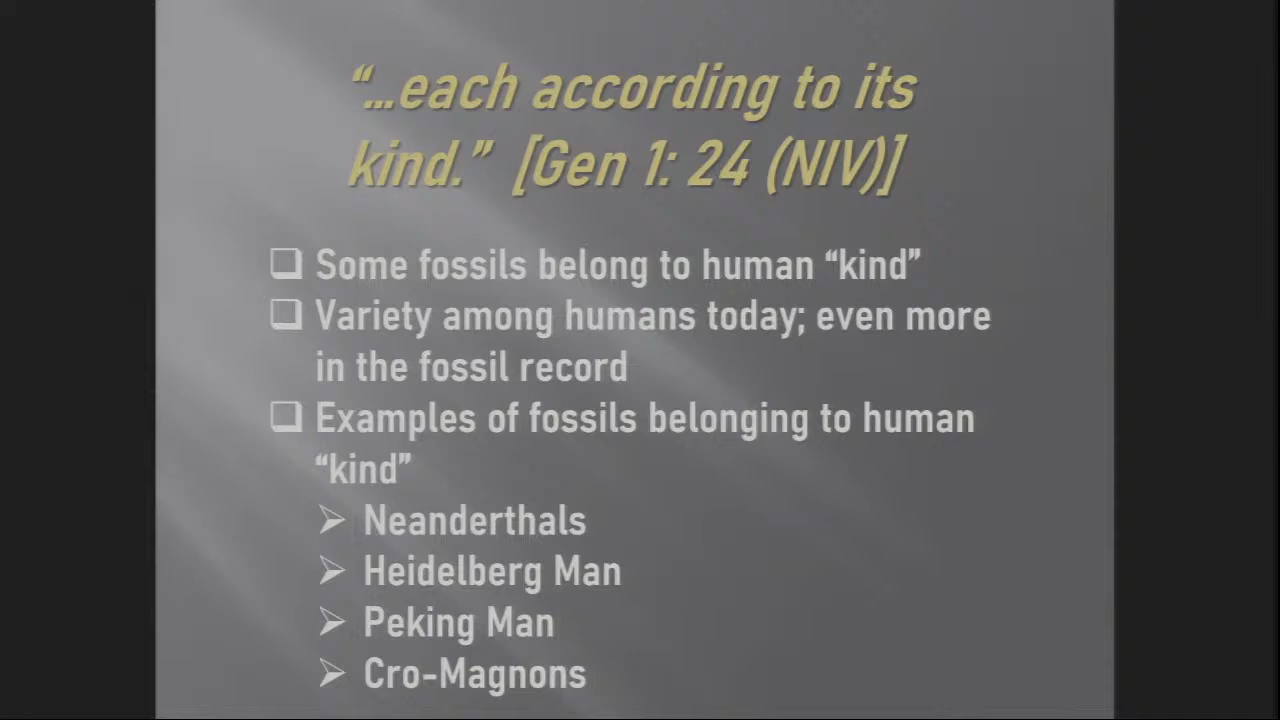 “...each according to its
kind.” [Gen 1: 24 (NIV)]
Some fossils belong to human “kind”
Variety among humans today; even more
in the fossil record
Examples of fossils belonging to human
“kind”
Neanderthals
Heidelberg Man
Peking Man
Cro-Magnons